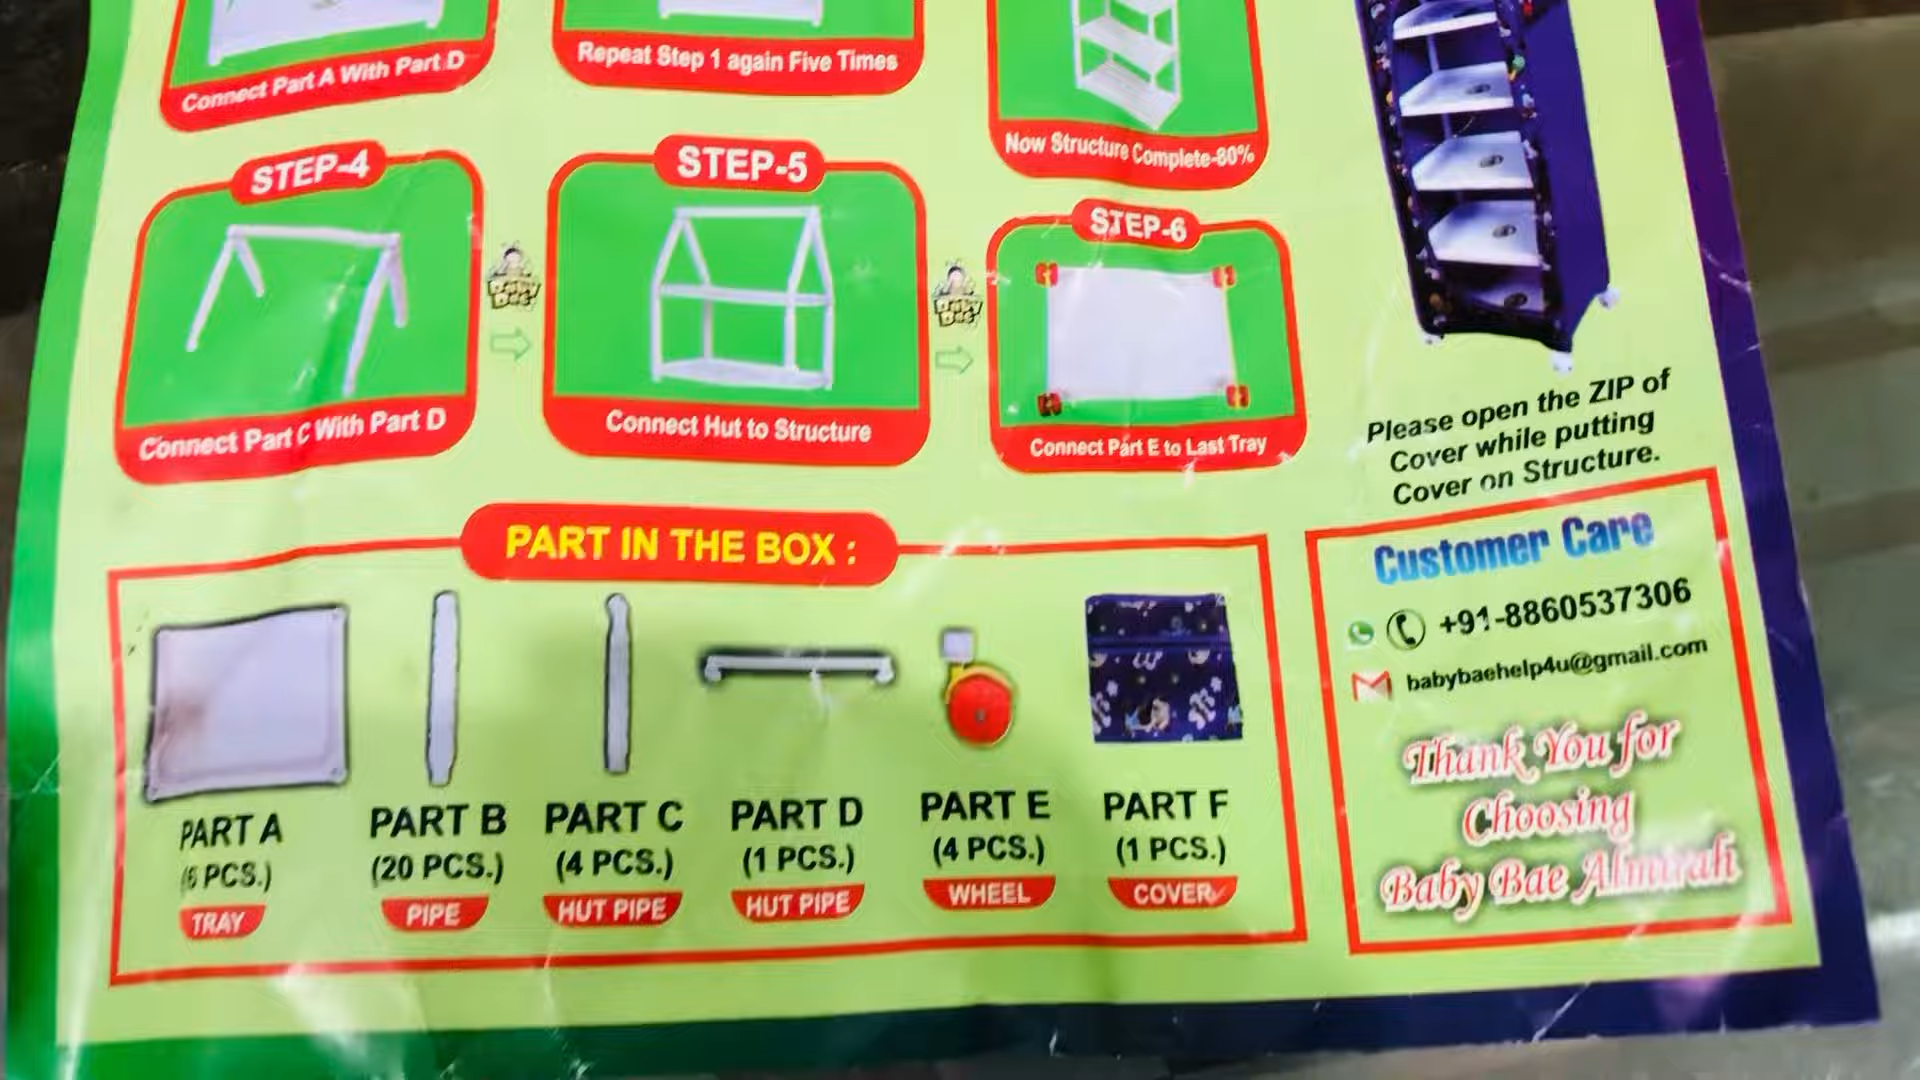 Connect Part A With Part D
Repeat Step 1 again Five Times
Now Structure Complete-80%
STEP-4
Connect Part C With Part D
STEP-5
Connect Hut to Structure
STEP-6
Connect Part E to Last Tray
Baby
Baby
Please open the ZIP of
Cover while putting
Cover on Structure.
PART IN THE BOX :
PART A
(6 PCS.)
TRAY
PART B
(20 PCS.)
PIPE
PART C
(4 PCS.)
HUT PIPE
PART D
(1 PCS.)
HUT PIPE
PART E
(4 PCS.)
WHEEL
PART F
(1 PCS.)
COVER
Customer Care
+91-8860537306
babybaehelp4u@gmail.com
Thank You for
Choosing
Baby Bae Almirah